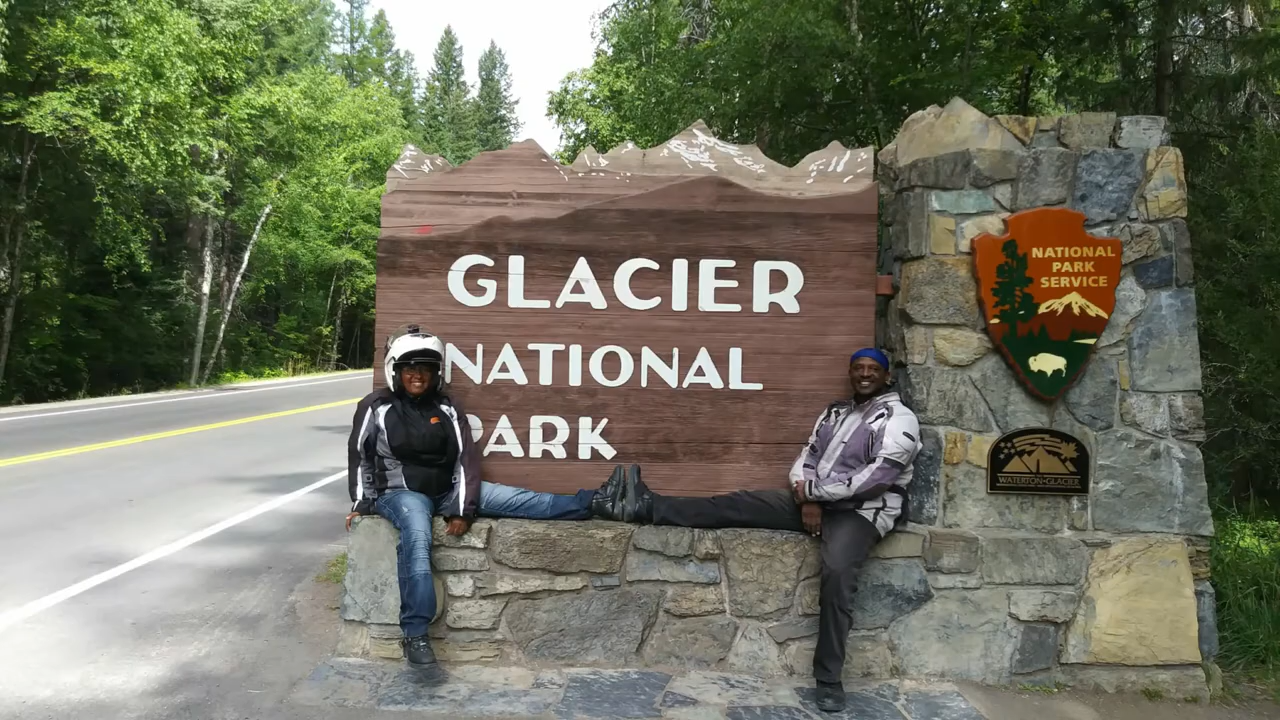 GLACIER
NATIONAL
PARK
NATIONAL
PARK
SERVICE
WATERTON-GLACIER